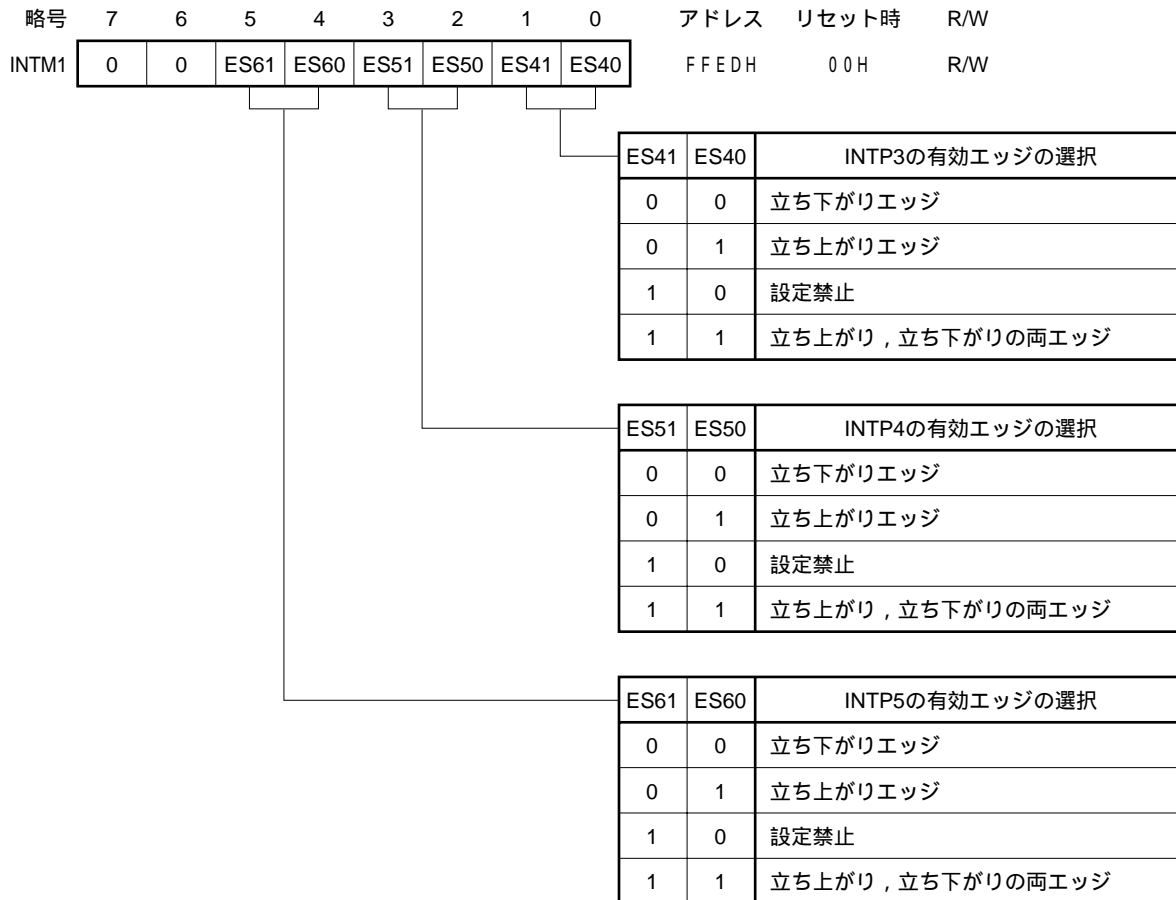 略号 7 6 5 4 3 2 1 0 アドレス リセット時 R/W
INTM1 0 0 ES61 ES60 ES51 ES50 ES41 ES40 FFEDH 00H R/W
ES41 ES40 INTP3の有効エッジの選択
0 0 立ち下がりエッジ
0 1 立ち上がりエッジ
1 0 設定禁止
1 1 立ち上がり，立ち下がりの両エッジ
ES51 ES50 INTP4の有効エッジの選択
0 0 立ち下がりエッジ
0 1 立ち上がりエッジ
1 0 設定禁止
1 1 立ち上がり，立ち下がりの両エッジ
ES61 ES60 INTP5の有効エッジの選択
0 0 立ち下がりエッジ
0 1 立ち上がりエッジ
1 0 設定禁止
1 1 立ち上がり，立ち下がりの両エッジ